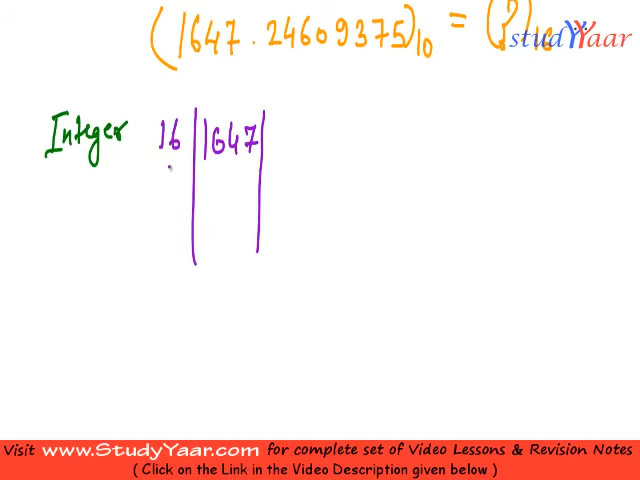 (1647.24609375)10 = (?)16
studYYaar
Integer 16 1647
Visit www.StudyYaar.com for complete set of Video Lessons & Revision Notes
( Click on the Link in the Video Description given below )